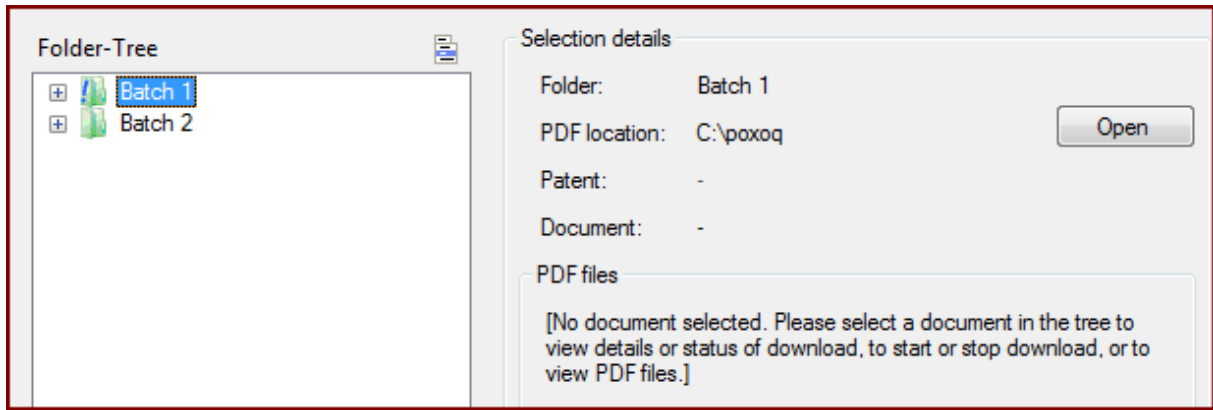 Folder-Tree
Batch 1
Batch 2
Selection details
Folder: Batch 1
PDF location: C:\poxoq
Open
Patent: -
Document: -
PDF files
[No document selected. Please select a document in the tree to
view details or status of download, to start or stop download, or to
view PDF files.]